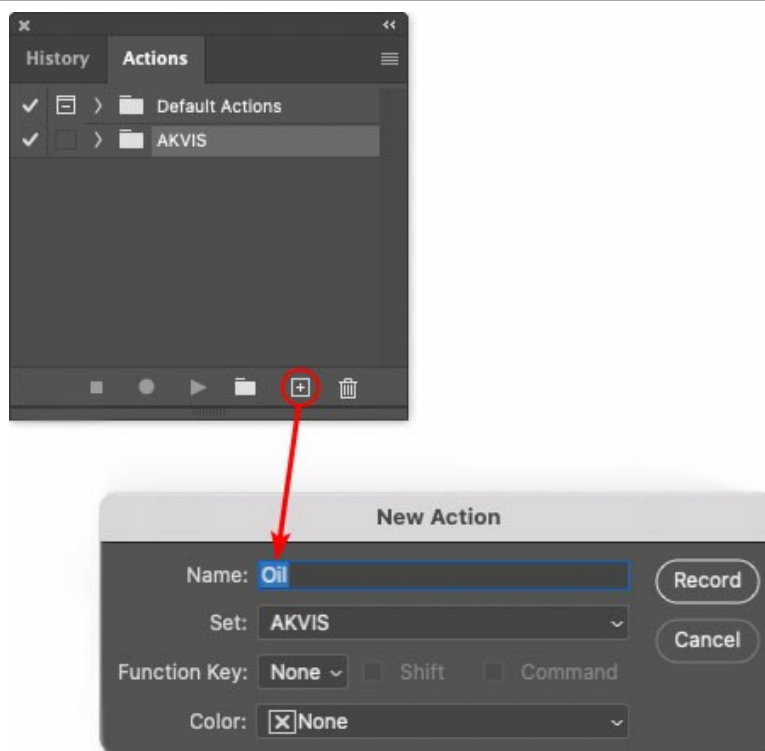 History Actions
Default Actions
AKVIS
New Action
Name: Oil
Record
Set: AKVIS
Cancel
Function Key: None Shift Command
Color: None